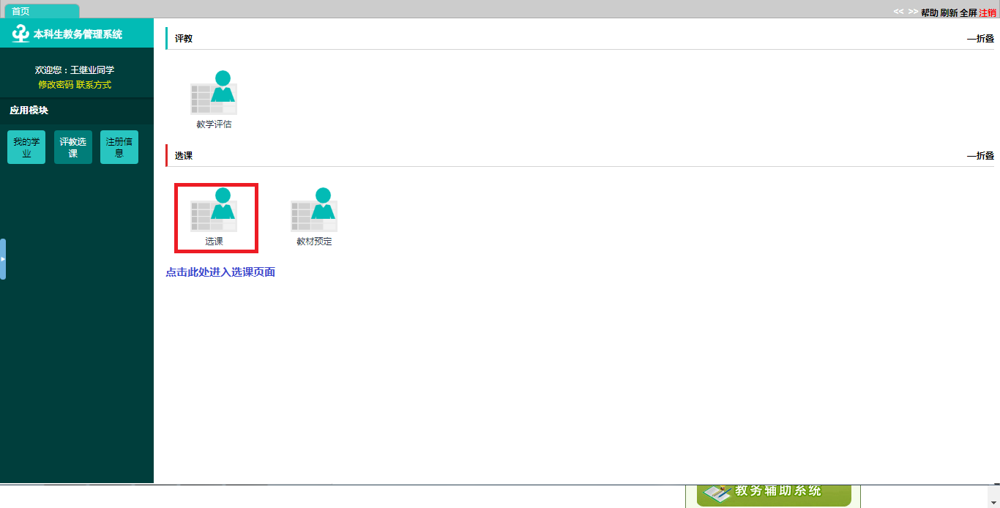 首页
<< >> 帮助 刷新 全屏 注销
本科生教务管理系统
欢迎您：王继业同学
修改密码 联系方式
应用模块
我的学
业
评教选
课
注册信
息
评教
—折叠
教学评估
选课
—折叠
选课
教材预定
点击此处进入选课页面
教务辅助系统